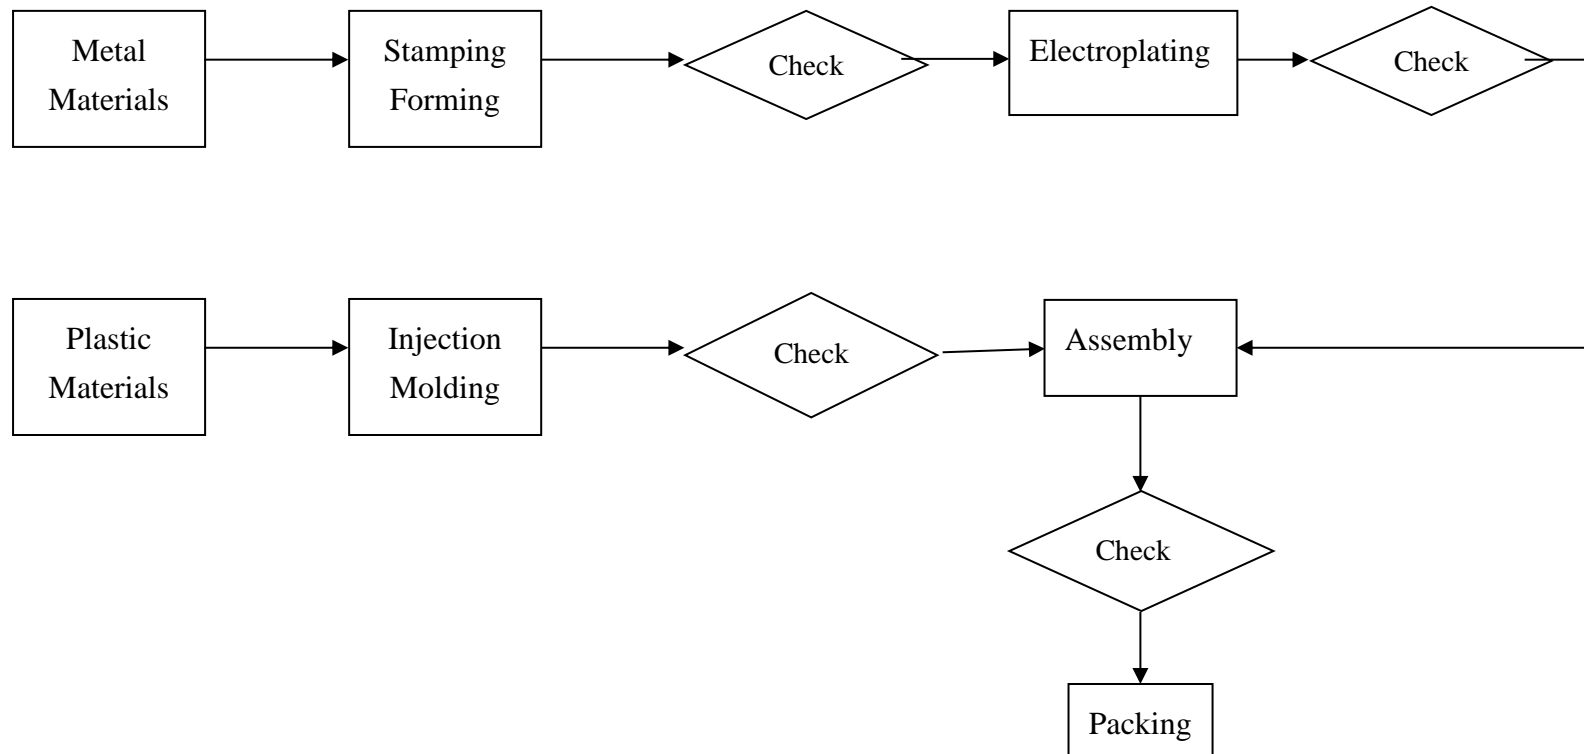 Metal
Materials
Stamping
Forming
Check
Electroplating
Check
Plastic
Materials
Injection
Molding
Check
Assembly
Check
Packing